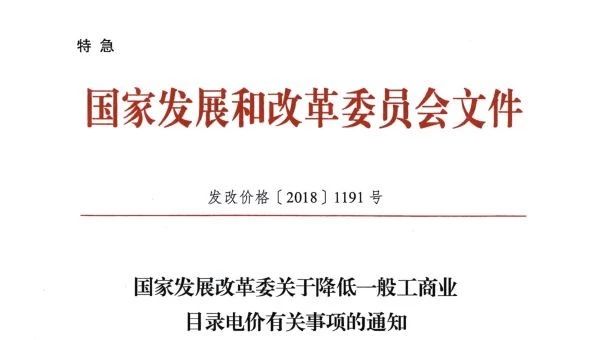 特 急
国家发展和改革委员会文件
发改价格〔2018〕1191号
国家发展改革委关于降低一般工商业
目录电价有关事项的通知